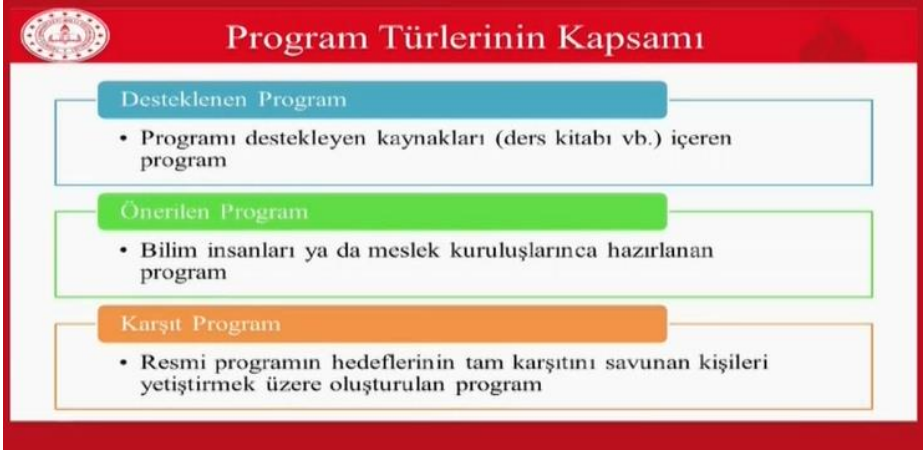 Program Türlerinin Kapsamı
Desteklenen Program
• Programı destekleyen kaynakları (ders kitabı vb.) içeren
program
Önerilen Program
• Bilim insanları ya da meslek kuruluşlarınca hazırlanan
program
Karşıt Program
• Resmi programın hedeflerinin tam karşıtını savunan kişileri
yetiştirmek üzere oluşturulan program